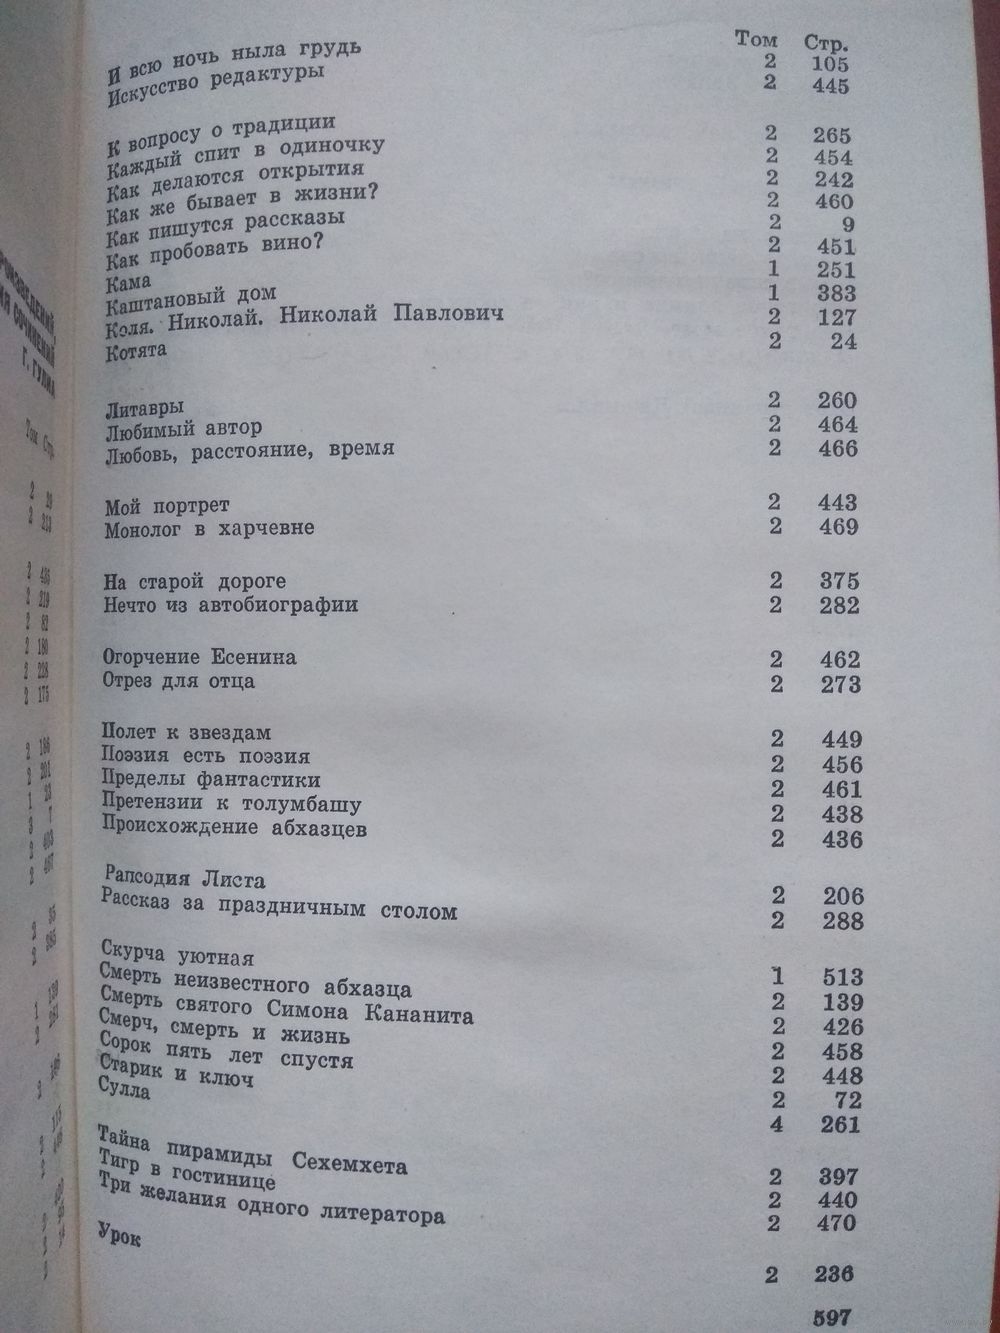 Том Стр.
И всю ночь ныла грудь 2 105
Искусство редактуры 2 445
К вопросу о традиции 2 265
Каждый спит в одиночку 2 454
Как делаются открытия 2 242
Как же бывает в жизни? 2 460
Как пишутся рассказы 2 9
Как пробовать вино? 2 451
Кама 1 251
Каштановый дом 1 383
Коля. Николай. Николай Павлович 2 127
Котята 2 24
Литавры 2 260
Любимый автор 2 464
Любовь, расстояние, время 2 466
Мой портрет 2 443
Монолог в харчевне 2 469
На старой дороге 2 375
Нечто из автобиографии 2 282
Огорчение Есенина 2 462
Отрез для отца 2 273
Полет к звездам 2 449
Поэзия есть поэзия 2 456
Пределы фантастики 2 461
Претензии к толумбашу 2 438
Происхождение абхазцев 2 436
Рапсодия Листа 2 206
Рассказ за праздничным столом 2 288
Скурча уютная 1 513
Смерть неизвестного абхазца 2 139
Смерть святого Симона Кананита 2 426
Смерч, смерть и жизнь 2 458
Сорок пять лет спустя 2 448
Старик и ключ 2 72
Сулла 4 261
Тайна пирамиды Сехемхета 2 397
Тигр в гостинице 2 440
Три желания одного литератора 2 470
Урок 2 236
597